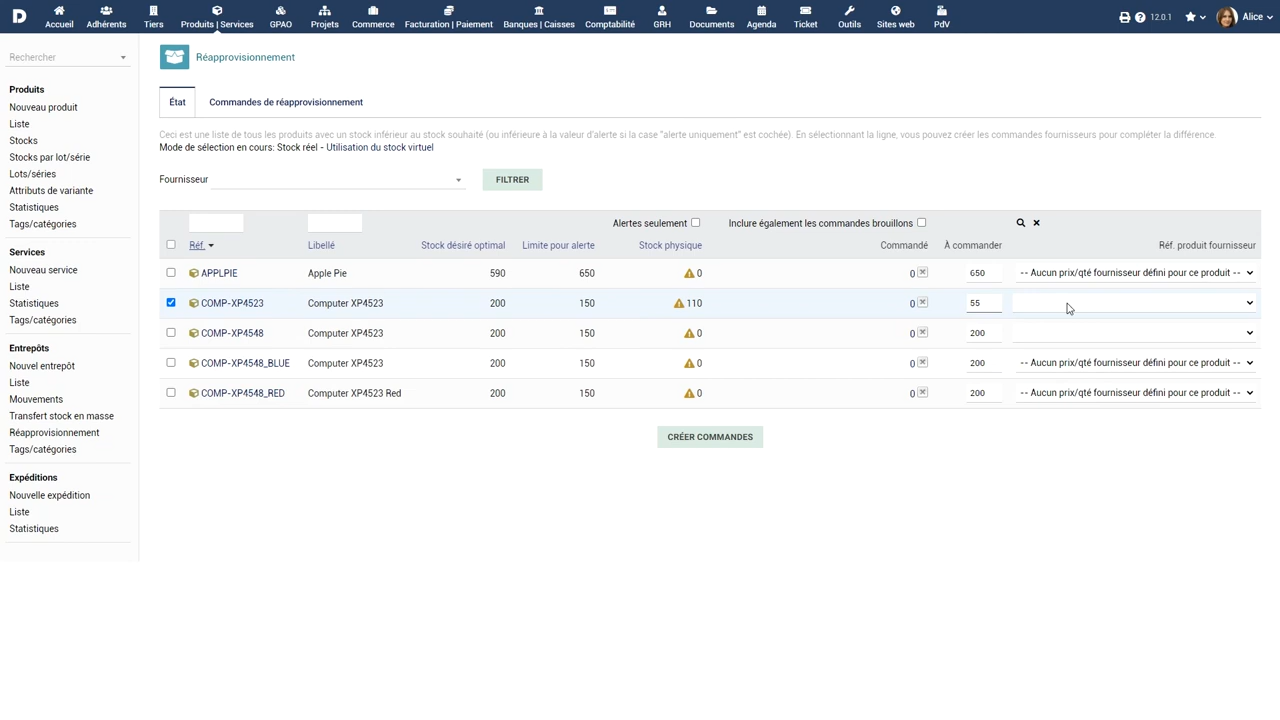 D Accueil Adhérents Tiers Produits | Services GPAO Projets Commerce Facturation | Paiement Banques | Caisses Comptabilité GRH Documents Agenda Ticket Outils Sites web PdV 12.0.1 Alice
Rechercher
Produits
Nouveau produit
Liste
Stocks
Stocks par lot/série
Lots/séries
Attributs de variante
Statistiques
Tags/catégories
Services
Nouveau service
Liste
Statistiques
Tags/catégories
Entrepôts
Nouvel entrepôt
Liste
Mouvements
Transfert stock en masse
Réapprovisionnement
Tags/catégories
Expéditions
Nouvelle expédition
Liste
Statistiques
Réapprovisionnement
État Commandes de réapprovisionnement
Ceci est une liste de tous les produits avec un stock inférieur au stock souhaité (ou inférieure à la valeur d'alerte si la case "alerte uniquement" est cochée). En sélectionnant la ligne, vous pouvez créer les commandes fournisseurs pour compléter la différence.
Mode de sélection en cours: Stock réel - Utilisation du stock virtuel
Fournisseur FILTRER
Alertes seulement Inclure également les commandes brouillons
Réf. Libellé Stock désiré optimal Limite pour alerte Stock physique Commandé À commander Réf. produit fournisseur
APPLPIE Apple Pie 590 650 0 0 650 -- Aucun prix/qté fournisseur défini pour ce produit --
COMP-XP4523 Computer XP4523 200 150 110 0 55
COMP-XP4548 Computer XP4523 200 150 0 0 200
COMP-XP4548_BLUE Computer XP4523 200 150 0 0 200 -- Aucun prix/qté fournisseur défini pour ce produit --
COMP-XP4548_RED Computer XP4523 Red 200 150 0 0 200 -- Aucun prix/qté fournisseur défini pour ce produit --
CRÉER COMMANDES